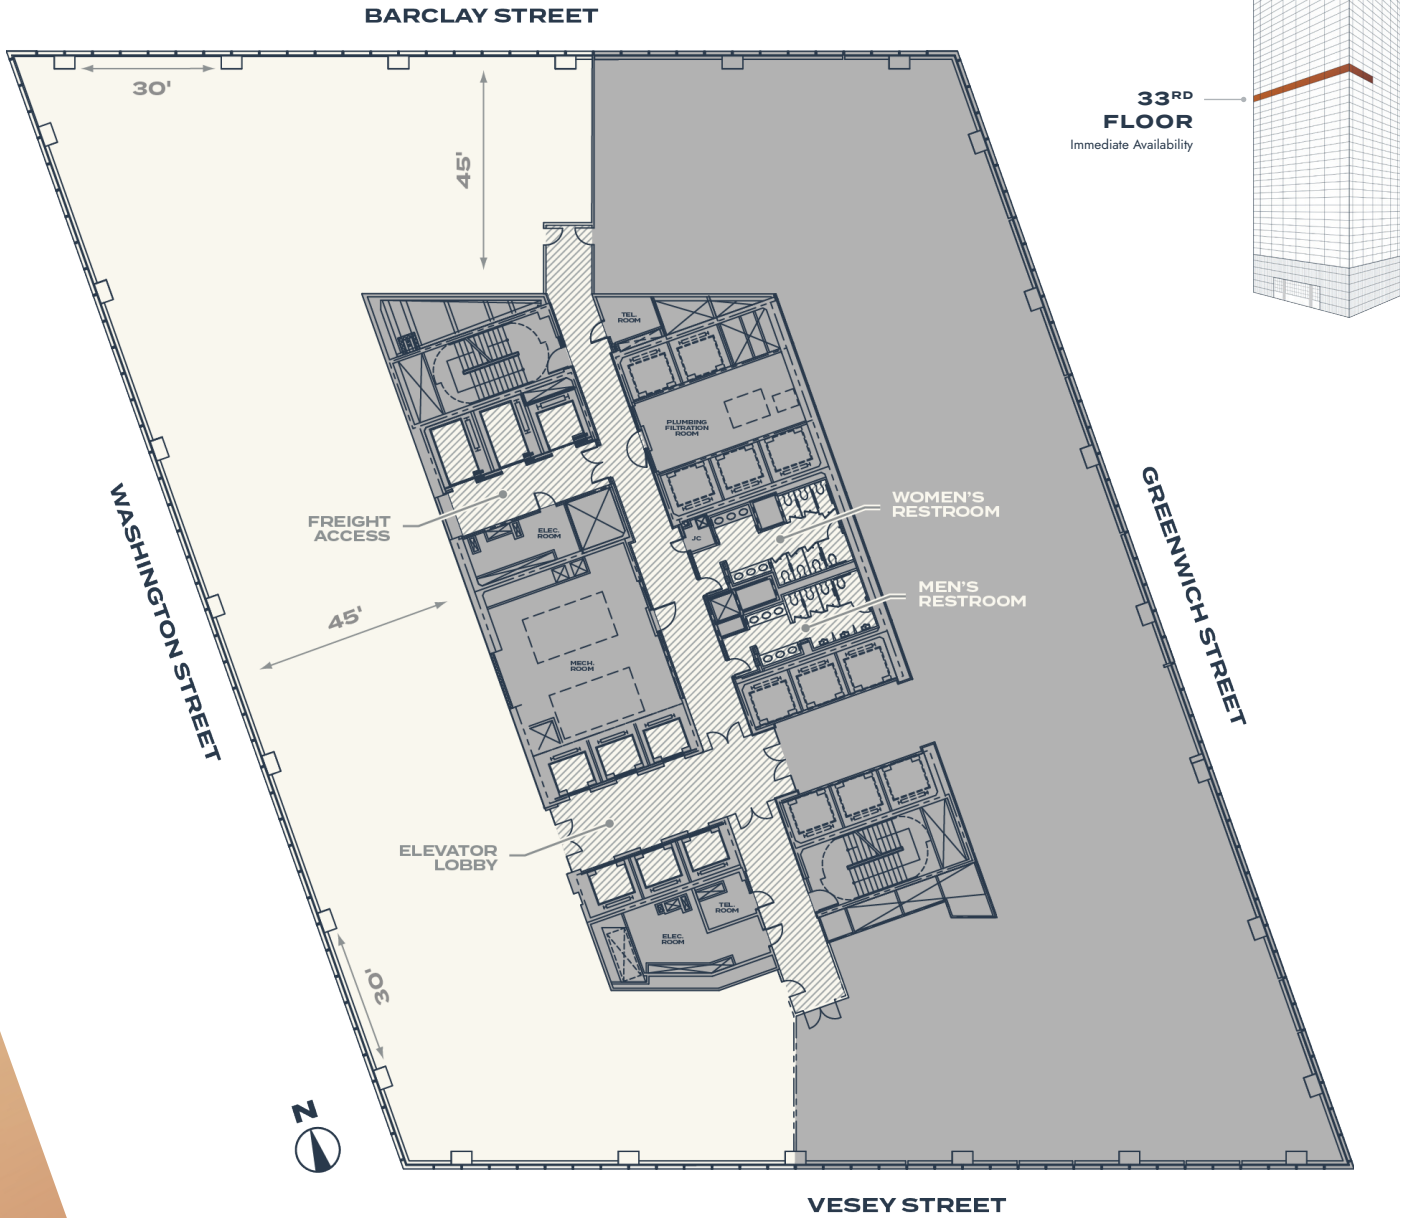 BARCLAY STREET
30'
45'
33RD
FLOOR
Immediate Availability
TEL.
ROOM
PLUMBING
FILTRATION
ROOM
WASHINGTON STREET
GREENWICH STREET
WOMEN'S
RESTROOM
FREIGHT
ACCESS
ELEC.
ROOM
JC
MEN'S
RESTROOM
45'
MECH.
ROOM
ELEVATOR
LOBBY
TEL.
ROOM
ELEC.
ROOM
30'
N
VESEY STREET